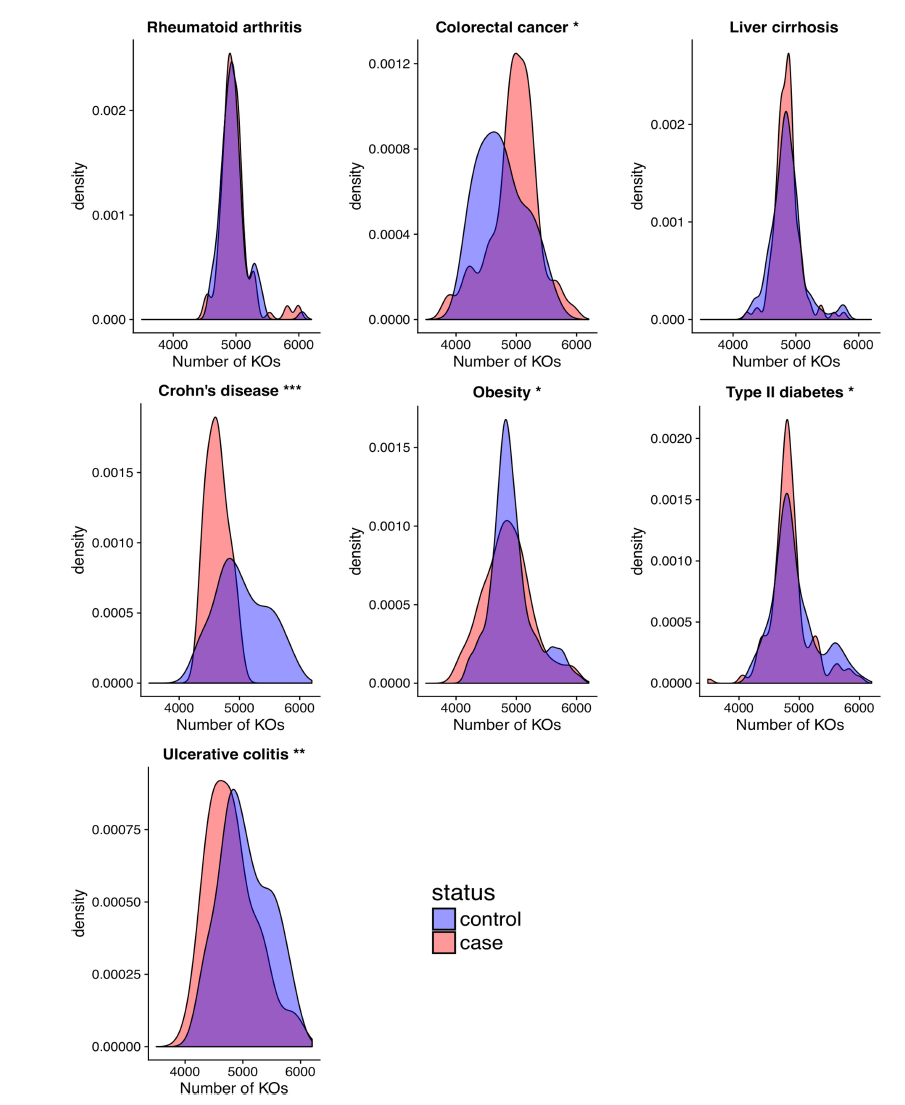 Rheumatoid arthritis
Colorectal cancer *
Liver cirrhosis
density
0.002
0.001
0.000
4000 5000 6000
Number of KOs
density
0.0012
0.0008
0.0004
0.0000
4000 5000 6000
Number of KOs
density
0.002
0.001
0.000
4000 5000 6000
Number of KOs
Crohn's disease ***
Obesity *
Type II diabetes *
density
0.0015
0.0010
0.0005
0.0000
4000 5000 6000
Number of KOs
density
0.0015
0.0010
0.0005
0.0000
4000 5000 6000
Number of KOs
density
0.0020
0.0015
0.0010
0.0005
0.0000
4000 5000 6000
Number of KOs
Ulcerative colitis **
density
0.00075
0.00050
0.00025
0.00000
4000 5000 6000
Number of KOs
status
control
case